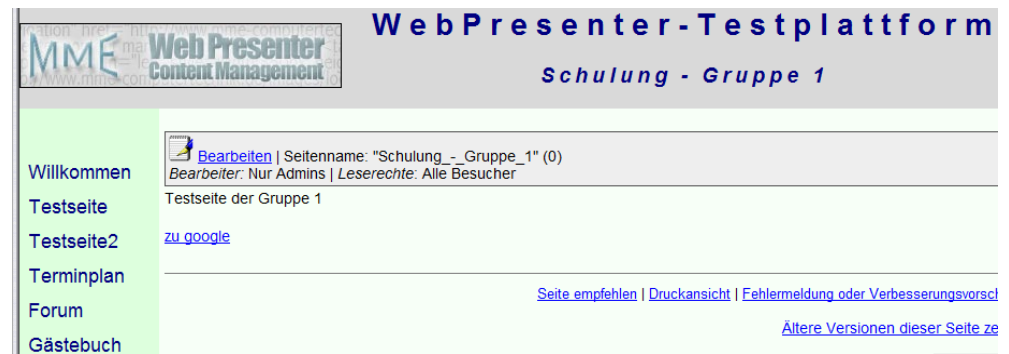 WebPresenter-Testplattform
MME Web Presenter
Content Management
Schulung - Gruppe 1
Bearbeiten | Seitenname: "Schulung_-_Gruppe_1" (0)
Bearbeiter: Nur Admins | Leserechte: Alle Besucher
Willkommen
Testseite
Testseite2
Terminplan
Forum
Gästebuch
Testseite der Gruppe 1
zu google
Seite empfehlen | Druckansicht | Fehlermeldung oder Verbesserungsvorsch
Ältere Versionen dieser Seite ze